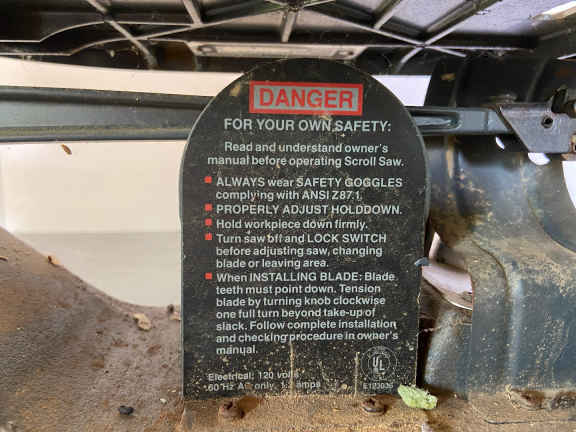 DANGER
FOR YOUR OWN SAFETY:
Read and understand owner's
manual before operating Scroll Saw.
ALWAYS wear SAFETY GOGGLES
complying with ANSI Z87.1.
PROPERLY ADJUST HOLDDOWN.
Hold workpiece down firmly.
Turn saw off and LOCK SWITCH
before adjusting saw, changing
blade or leaving area.
When INSTALLING BLADE: Blade
teeth must point down. Tension
blade by turning knob clockwise
one full turn beyond take-up of
slack. Follow complete installation
and checking procedure in owner's
manual.
Electrical: 120 volts
60 Hz AC only, 1.2 amps
UL